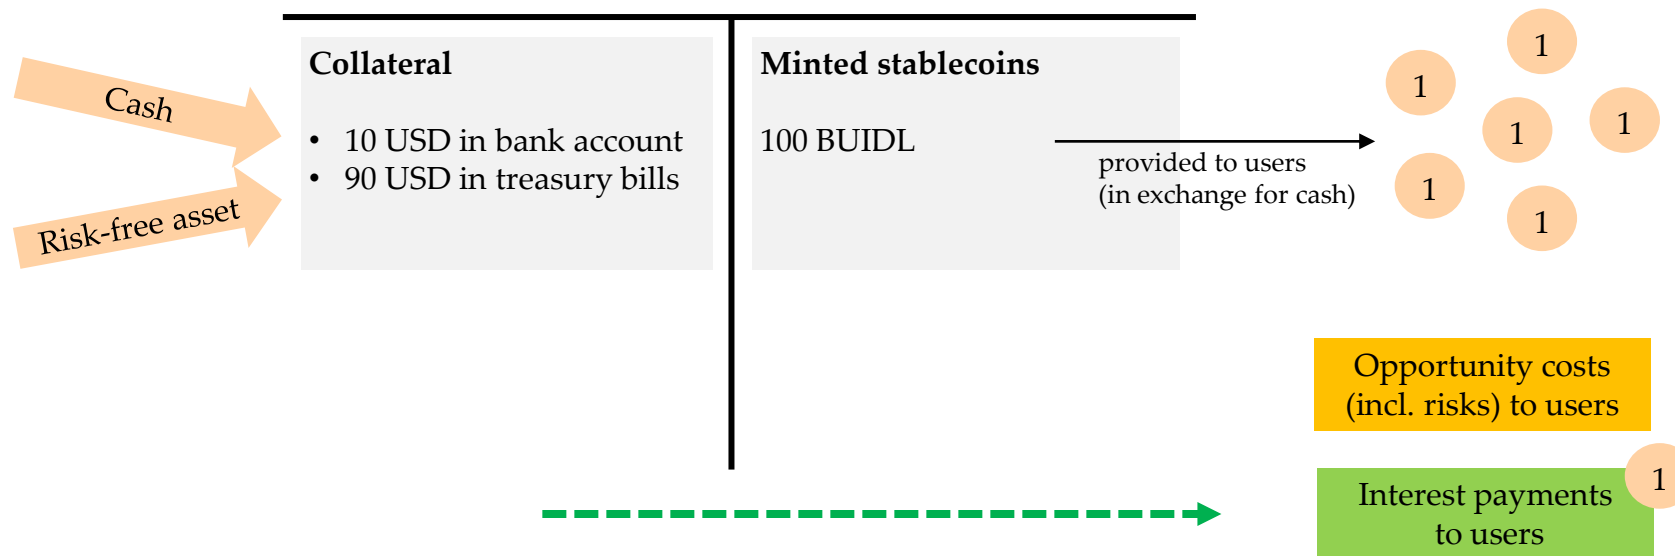 Cash
Risk-free asset
Collateral
• 10 USD in bank account
• 90 USD in treasury bills
Minted stablecoins
100 BUIDL
provided to users
(in exchange for cash)
1
1
1
1
1
1
1
Opportunity costs
(incl. risks) to users
1
Interest payments
to users